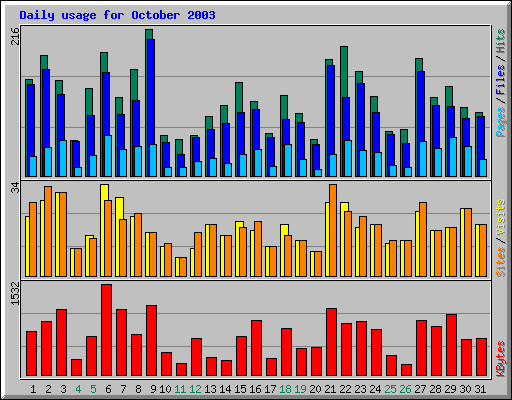 Daily usage for October 2003
216
Pages / Files / Hits
34
Sites / Visits
1532
KBytes
1 2 3 4 5 6 7 8 9 10 11 12 13 14 15 16 17 18 19 20 21 22 23 24 25 26 27 28 29 30 31